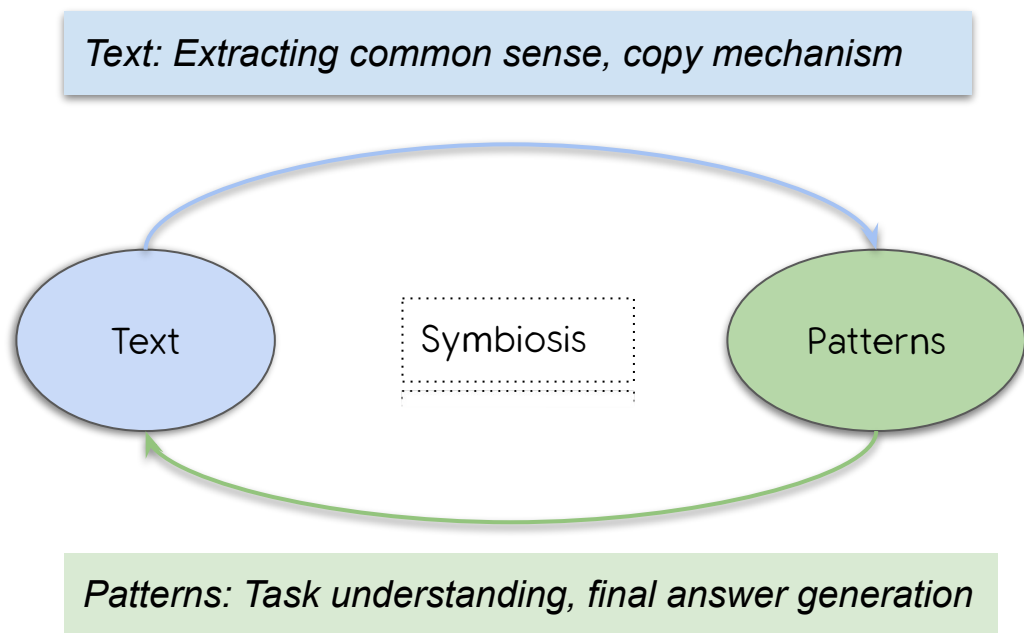 Text: Extracting common sense, copy mechanism
Text
Symbiosis
Patterns
Patterns: Task understanding, final answer generation